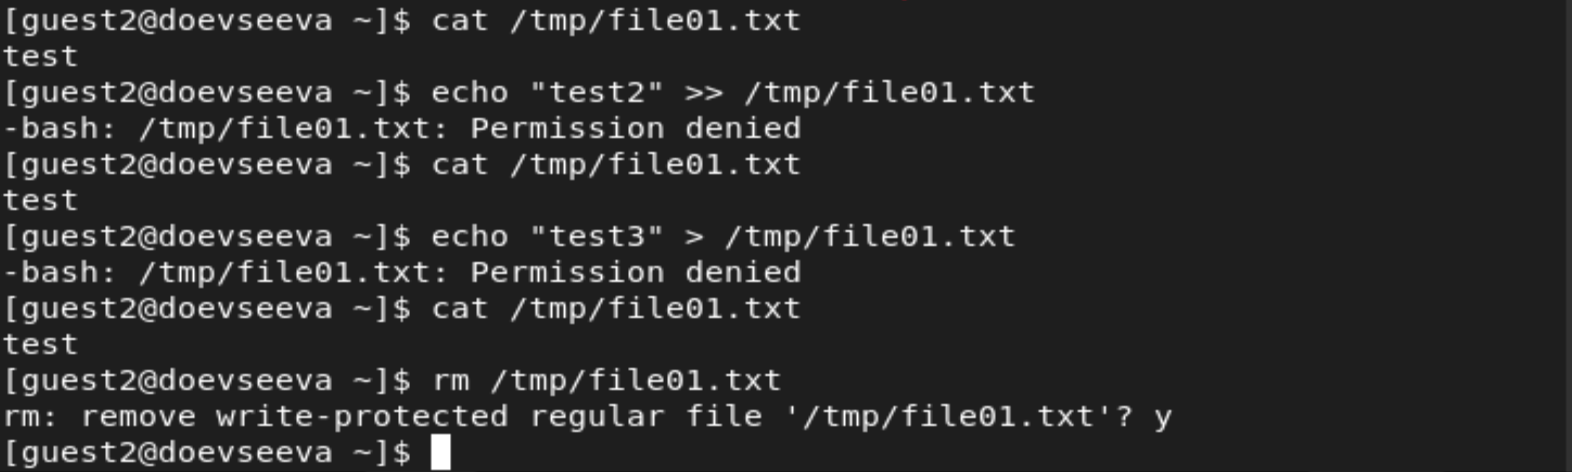 [guest2@doevseeva ~]$ cat /tmp/file01.txt
test
[guest2@doevseeva ~]$ echo "test2" >> /tmp/file01.txt
-bash: /tmp/file01.txt: Permission denied
[guest2@doevseeva ~]$ cat /tmp/file01.txt
test
[guest2@doevseeva ~]$ echo "test3" > /tmp/file01.txt
-bash: /tmp/file01.txt: Permission denied
[guest2@doevseeva ~]$ cat /tmp/file01.txt
test
[guest2@doevseeva ~]$ rm /tmp/file01.txt
rm: remove write-protected regular file '/tmp/file01.txt'? y
[guest2@doevseeva ~]$